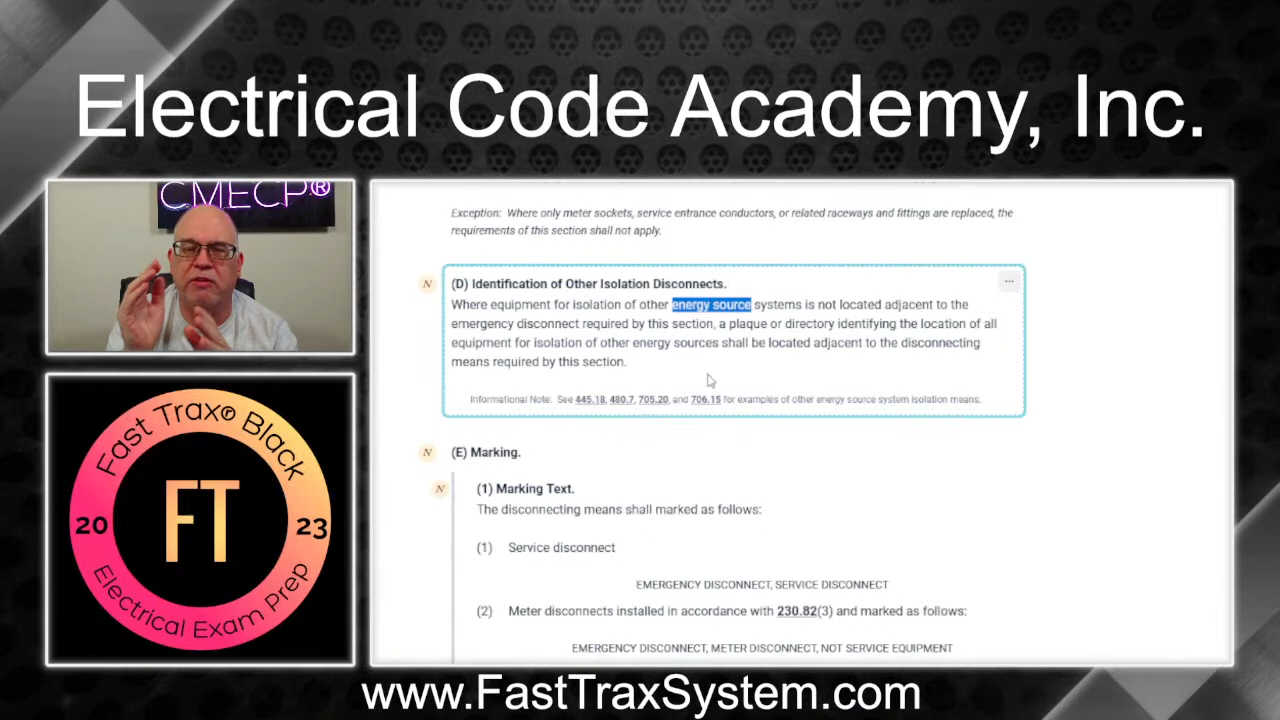 Electrical Code Academy, Inc.
CMECP®
Exception: Where only meter sockets, service entrance conductors, or related raceways and fittings are replaced, the
requirements of this section shall not apply.
N
(D) Identification of Other Isolation Disconnects.
...
Where equipment for isolation of other energy source systems is not located adjacent to the
emergency disconnect required by this section, a plaque or directory identifying the location of all
equipment for isolation of other energy sources shall be located adjacent to the disconnecting
means required by this section.
Informational Note: See 445.18, 480.7, 705.20, and 706.15 for examples of other energy source system isolation means.
N (E) Marking.
N (1) Marking Text.
The disconnecting means shall marked as follows:
(1) Service disconnect
EMERGENCY DISCONNECT, SERVICE DISCONNECT
(2) Meter disconnects installed in accordance with 230.82(3) and marked as follows:
EMERGENCY DISCONNECT, METER DISCONNECT, NOT SERVICE EQUIPMENT
Fast Trax® Black
FT
20 23
Electrical Exam Prep
www.FastTraxSystem.com